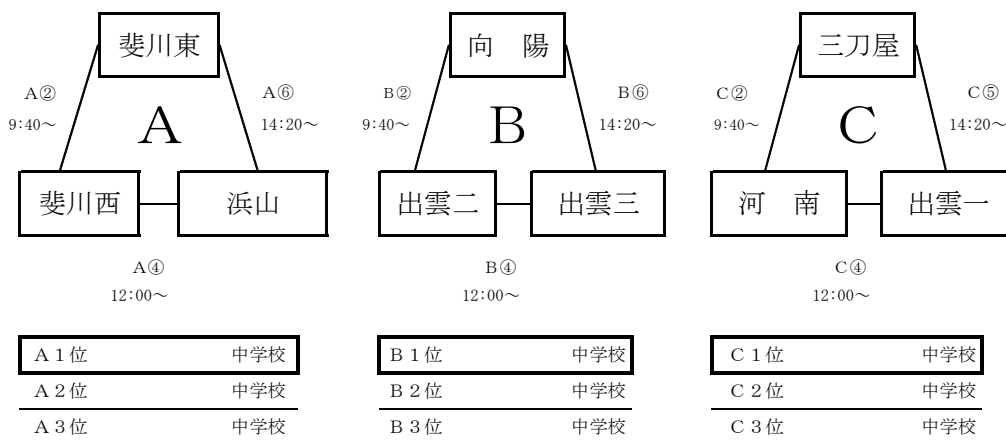 斐川東
向　陽
三刀屋
A②
A⑥
B②
B⑥
C②
C⑤
9:40～
A
14:20～
9:40～
B
14:20～
9:40～
C
14:20～
斐川西
浜山
出雲二
出雲三
河　南
出雲一
A④
B④
C④
12:00～
12:00～
12:00～
A１位　中学校
B１位　中学校
C１位　中学校
A２位　中学校
B２位　中学校
C２位　中学校
A３位　中学校
B３位　中学校
C３位　中学校